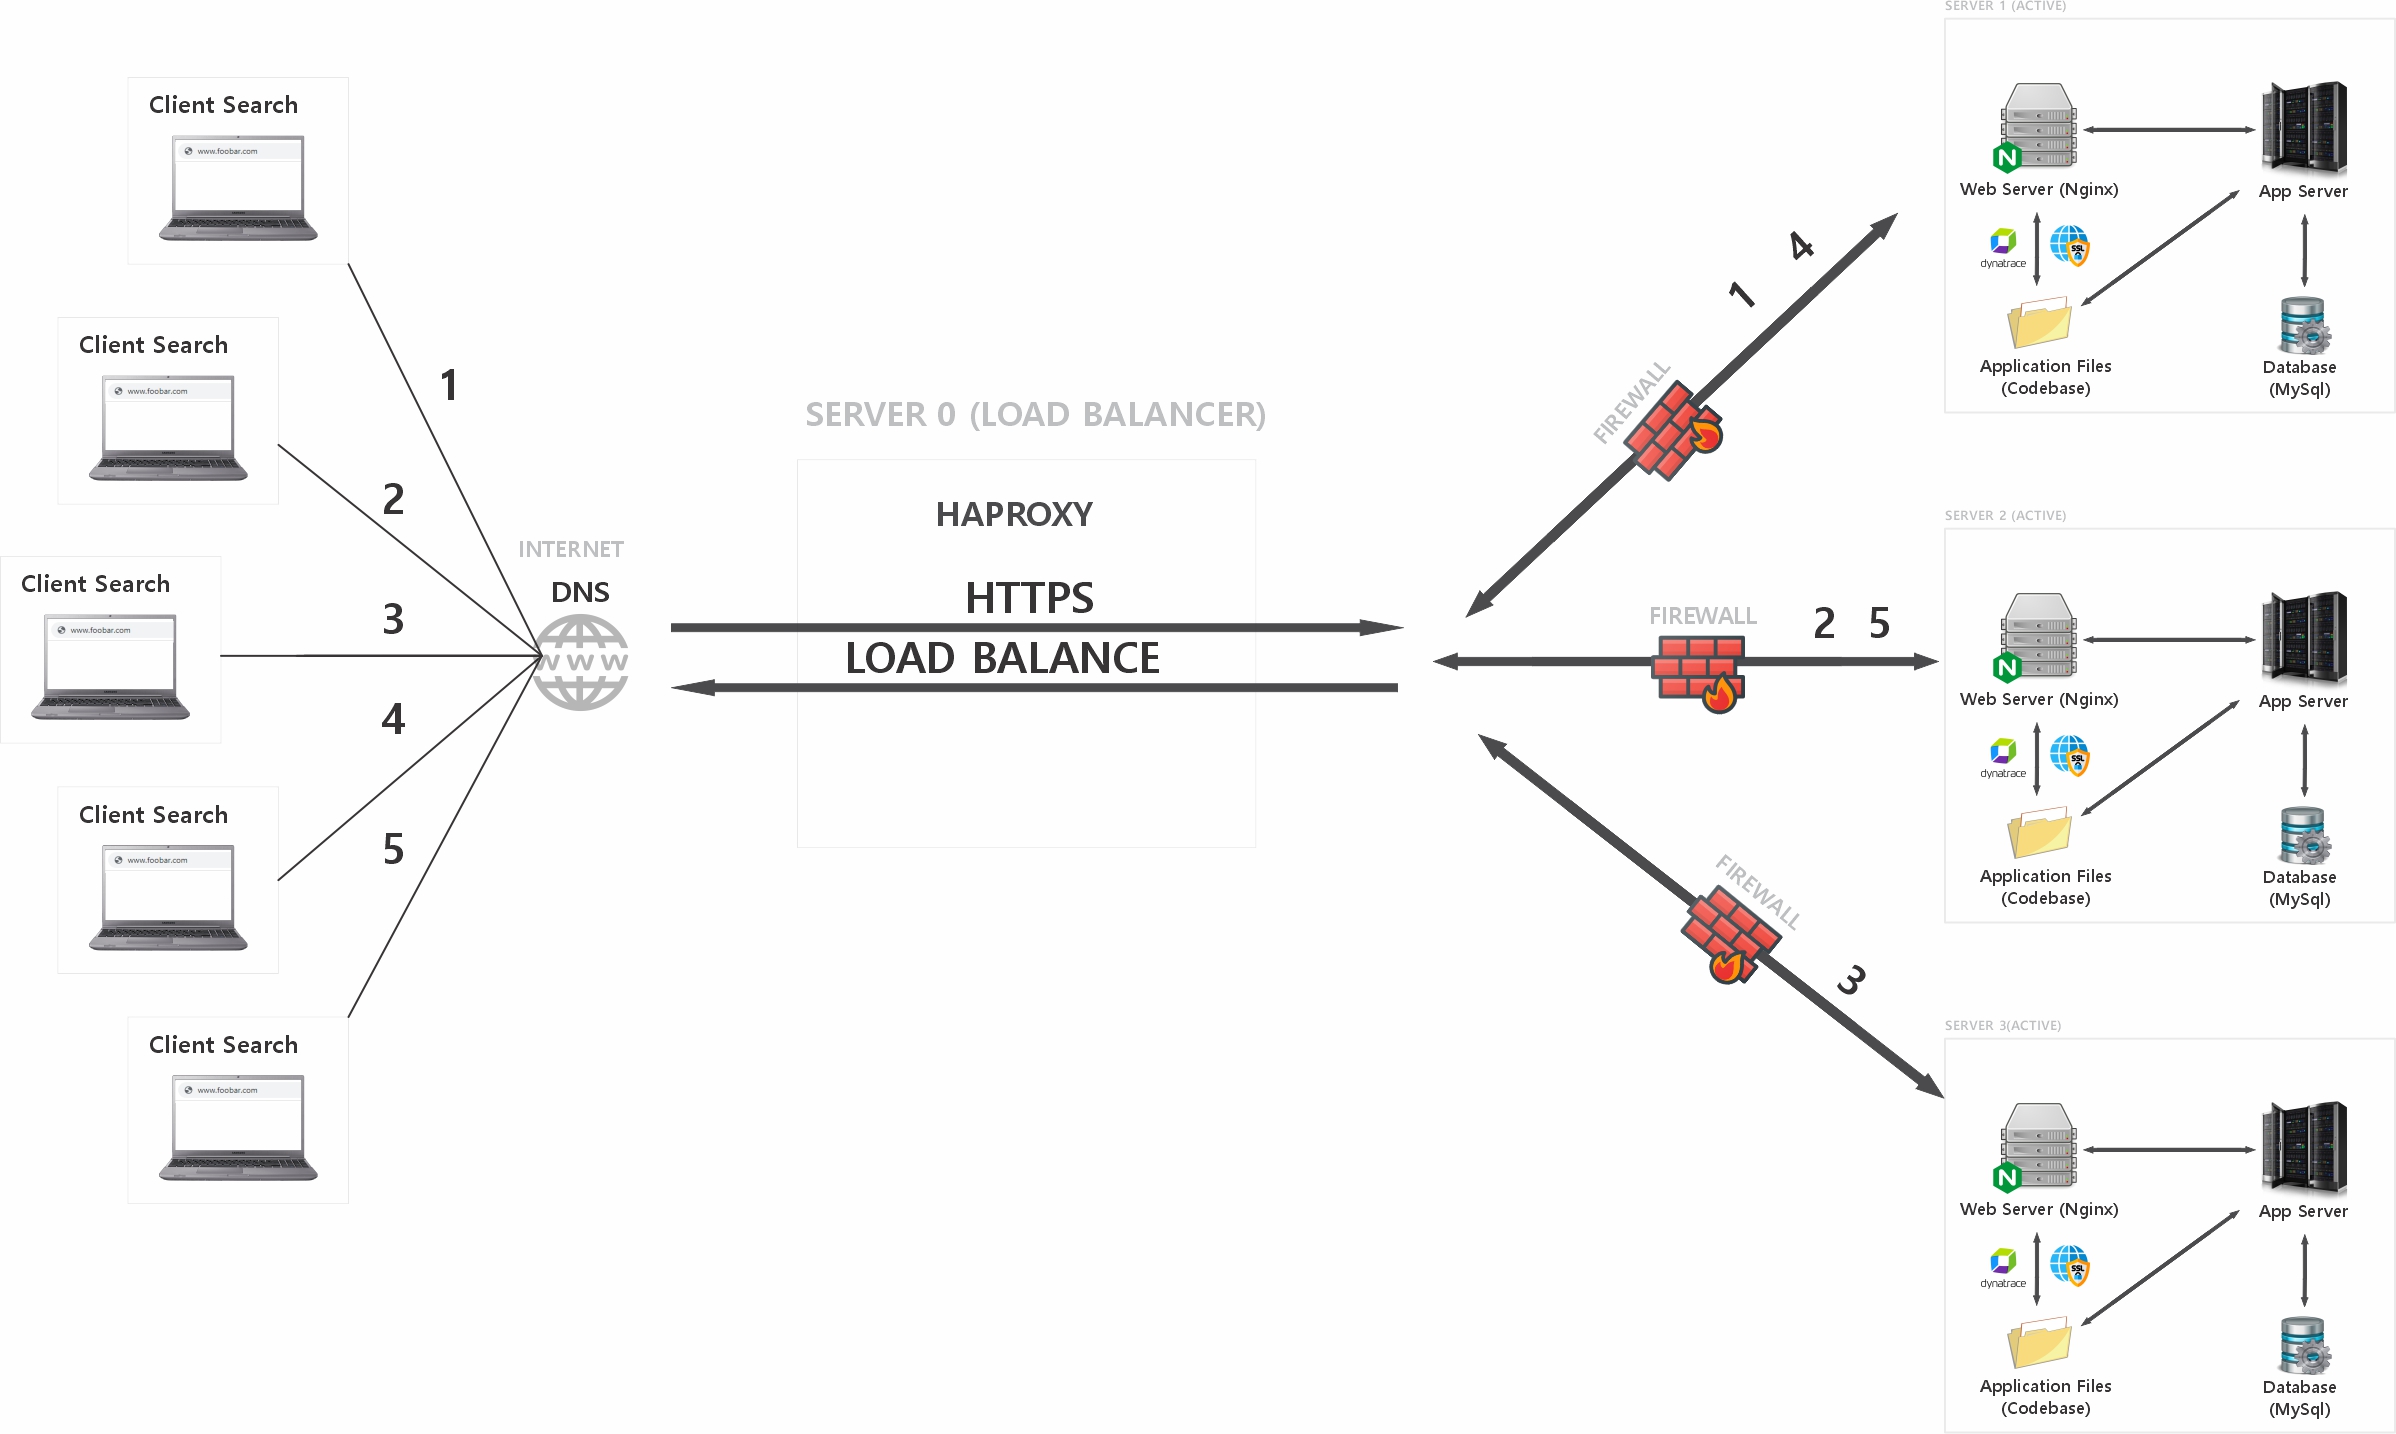 Client Search
www.foobar.com
Client Search
www.foobar.com
Client Search
www.foobar.com
Client Search
www.foobar.com
Client Search
www.foobar.com
1
2
3
4
5
INTERNET
DNS
WWW
SERVER 0 (LOAD BALANCER)
HAPROXY
HTTPS
LOAD BALANCE
FIREWALL
1
4
FIREWALL
2 5
FIREWALL
3
SERVER 1 (ACTIVE)
N
Web Server (Nginx)
App Server
dynatrace
SSL
Application Files
(Codebase)
Database
(MySql)
SERVER 2 (ACTIVE)
N
Web Server (Nginx)
App Server
dynatrace
SSL
Application Files
(Codebase)
Database
(MySql)
SERVER 3(ACTIVE)
N
Web Server (Nginx)
App Server
dynatrace
SSL
Application Files
(Codebase)
Database
(MySql)